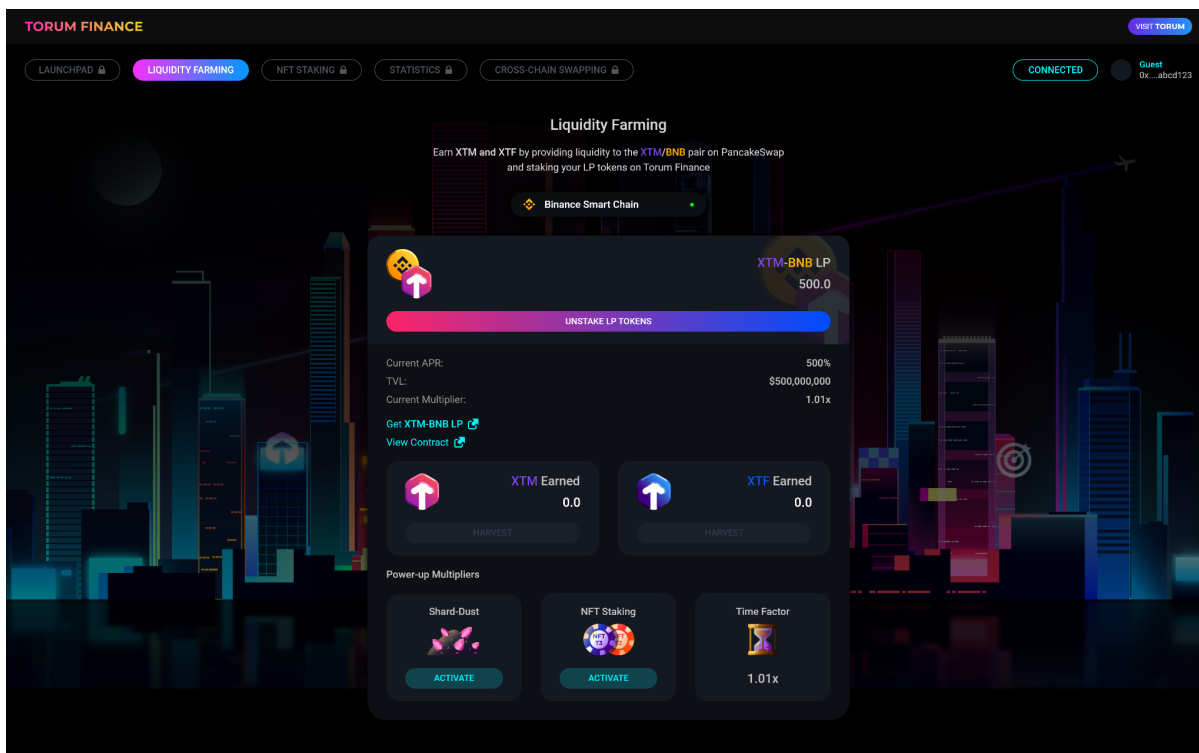 TORUM FINANCE
VISIT TORUM
LAUNCHPAD
LIQUIDITY FARMING
NFT STAKING
STATISTICS
CROSS-CHAIN SWAPPING
CONNECTED
Guest
0x....abcd123
Liquidity Farming
Earn XTM and XTF by providing liquidity to the XTM/BNB pair on PancakeSwap
and staking your LP tokens on Torum Finance
Binance Smart Chain
XTM-BNB LP
500.0
UNSTAKE LP TOKENS
Current APR: 500%
TVL: $500,000,000
Current Multiplier: 1.01x
Get XTM-BNB LP
View Contract
XTM Earned
0.0
HARVEST
XTF Earned
0.0
HARVEST
Power-up Multipliers
Shard-Dust
ACTIVATE
NFT Staking
NFT
73
ACTIVATE
Time Factor
1.01x